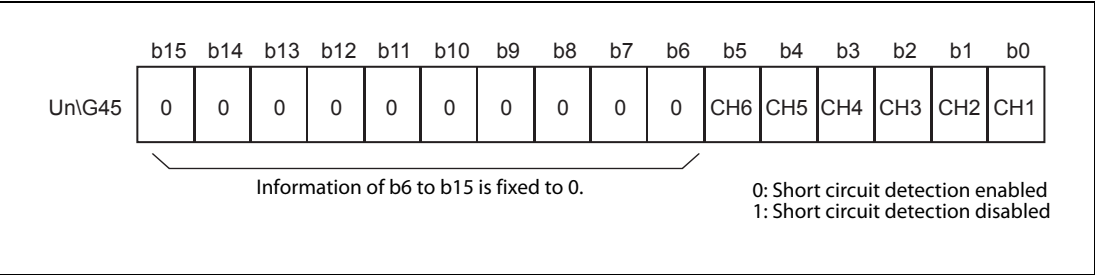 b15 b14 b13 b12 b11 b10 b9 b8 b7 b6 b5 b4 b3 b2 b1 b0
Un\G45 0 0 0 0 0 0 0 0 0 0 CH6 CH5 CH4 CH3 CH2 CH1
Information of b6 to b15 is fixed to 0.
0: Short circuit detection enabled
1: Short circuit detection disabled